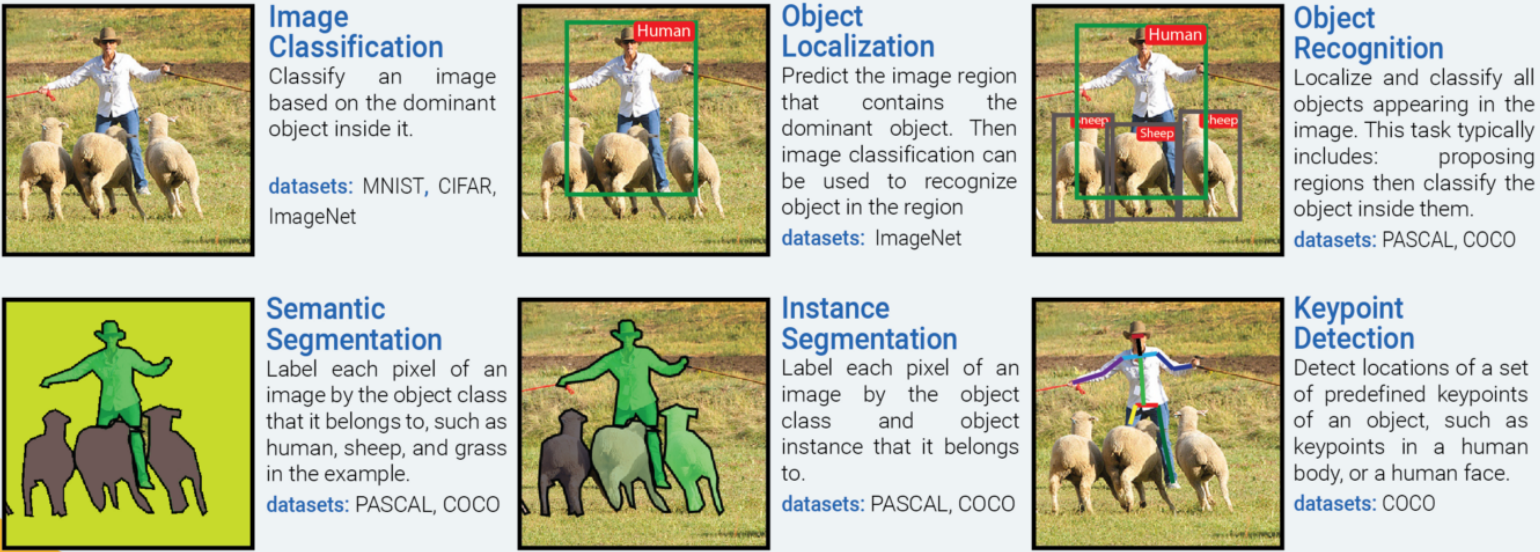 Image
Classification
Classify an image
based on the dominant
object inside it.
datasets: MNIST, CIFAR,
ImageNet
Human
Object
Localization
Predict the image region
that contains the
dominant object. Then
image classification can
be used to recognize
object in the region
datasets: ImageNet
Human
Sheep
Sheep
Sheep
Object
Recognition
Localize and classify all
objects appearing in the
image. This task typically
includes: proposing
regions then classify the
object inside them.
datasets: PASCAL, COCO
Semantic
Segmentation
Label each pixel of an
image by the object class
that it belongs to, such as
human, sheep, and grass
in the example.
datasets: PASCAL, COCO
Instance
Segmentation
Label each pixel of an
image by the object
class and object
instance that it belongs
to.
datasets: PASCAL, COCO
Keypoint
Detection
Detect locations of a set
of predefined keypoints
of an object, such as
keypoints in a human
body, or a human face.
datasets: COCO